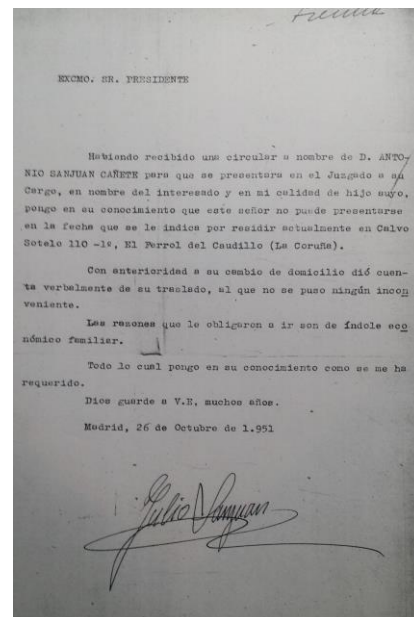 EXCMO. SR. PRESIDENTE
Habiendo recibido una circular a nombre de D. ANTO-
NIO SANJUAN CAÑETE para que se presentara en el Juzgado a su
Cargo, en nombre del interesado y en mi calidad de hijo suyo,
pongo en su conocimiento que este señor no puede presentarse
en la fecha que se le indica por residir actualmente en Calvo
Sotelo 110 -1º, El Ferrol del Caudillo (La Coruña).
Con anterioridad a su cambio de domicilio dió cuen-
ta verbalmente de su traslado, al que no se puso ningún incon
veniente.
Las razones que le obligaron a ir son de índole eco
nómico familiar.
Todo lo cual pongo en su conocimiento como se me ha
requerido.
Dios guarde a V.E, muchos años.
Madrid, 26 de Octubre de 1.951
Julio Sanjuan